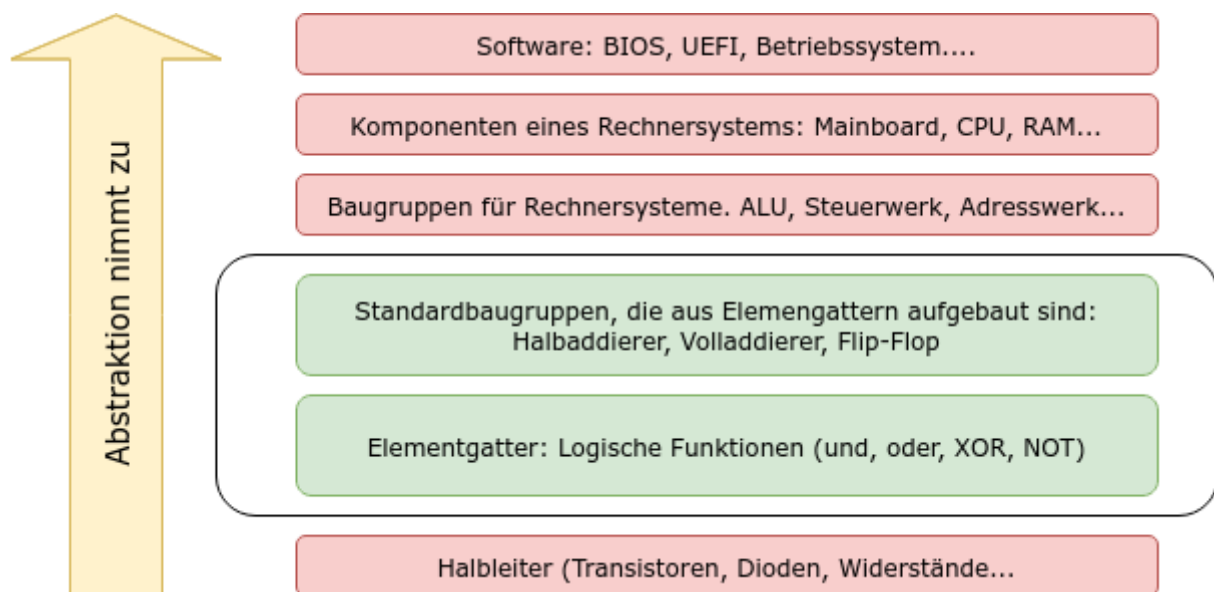 Abstraktion nimmt zu
Software: BIOS, UEFI, Betriebssystem....
Komponenten eines Rechnersystems: Mainboard, CPU, RAM...
Baugruppen für Rechnersysteme. ALU, Steuerwerk, Adresswerk...
Standardbaugruppen, die aus Elemengattern aufgebaut sind:
Halbaddierer, Volladdierer, Flip-Flop
Elementgatter: Logische Funktionen (und, oder, XOR, NOT)
Halbleiter (Transistoren, Dioden, Widerstände...